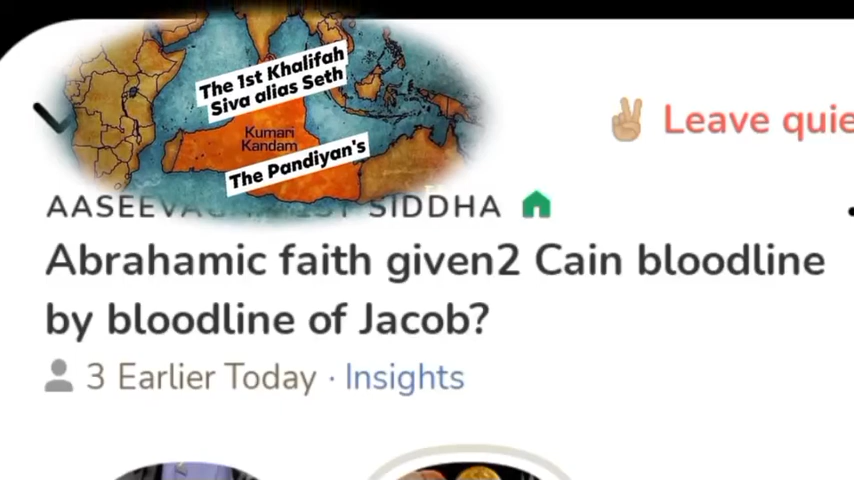 The 1st Khalifah
Siva alias Seth
Kumari
Kandam
The Pandiyan's
✌🏽 Leave quie
SIDDHA
Abrahamic faith given2 Cain bloodline
by bloodline of Jacob?
3 Earlier Today · Insights